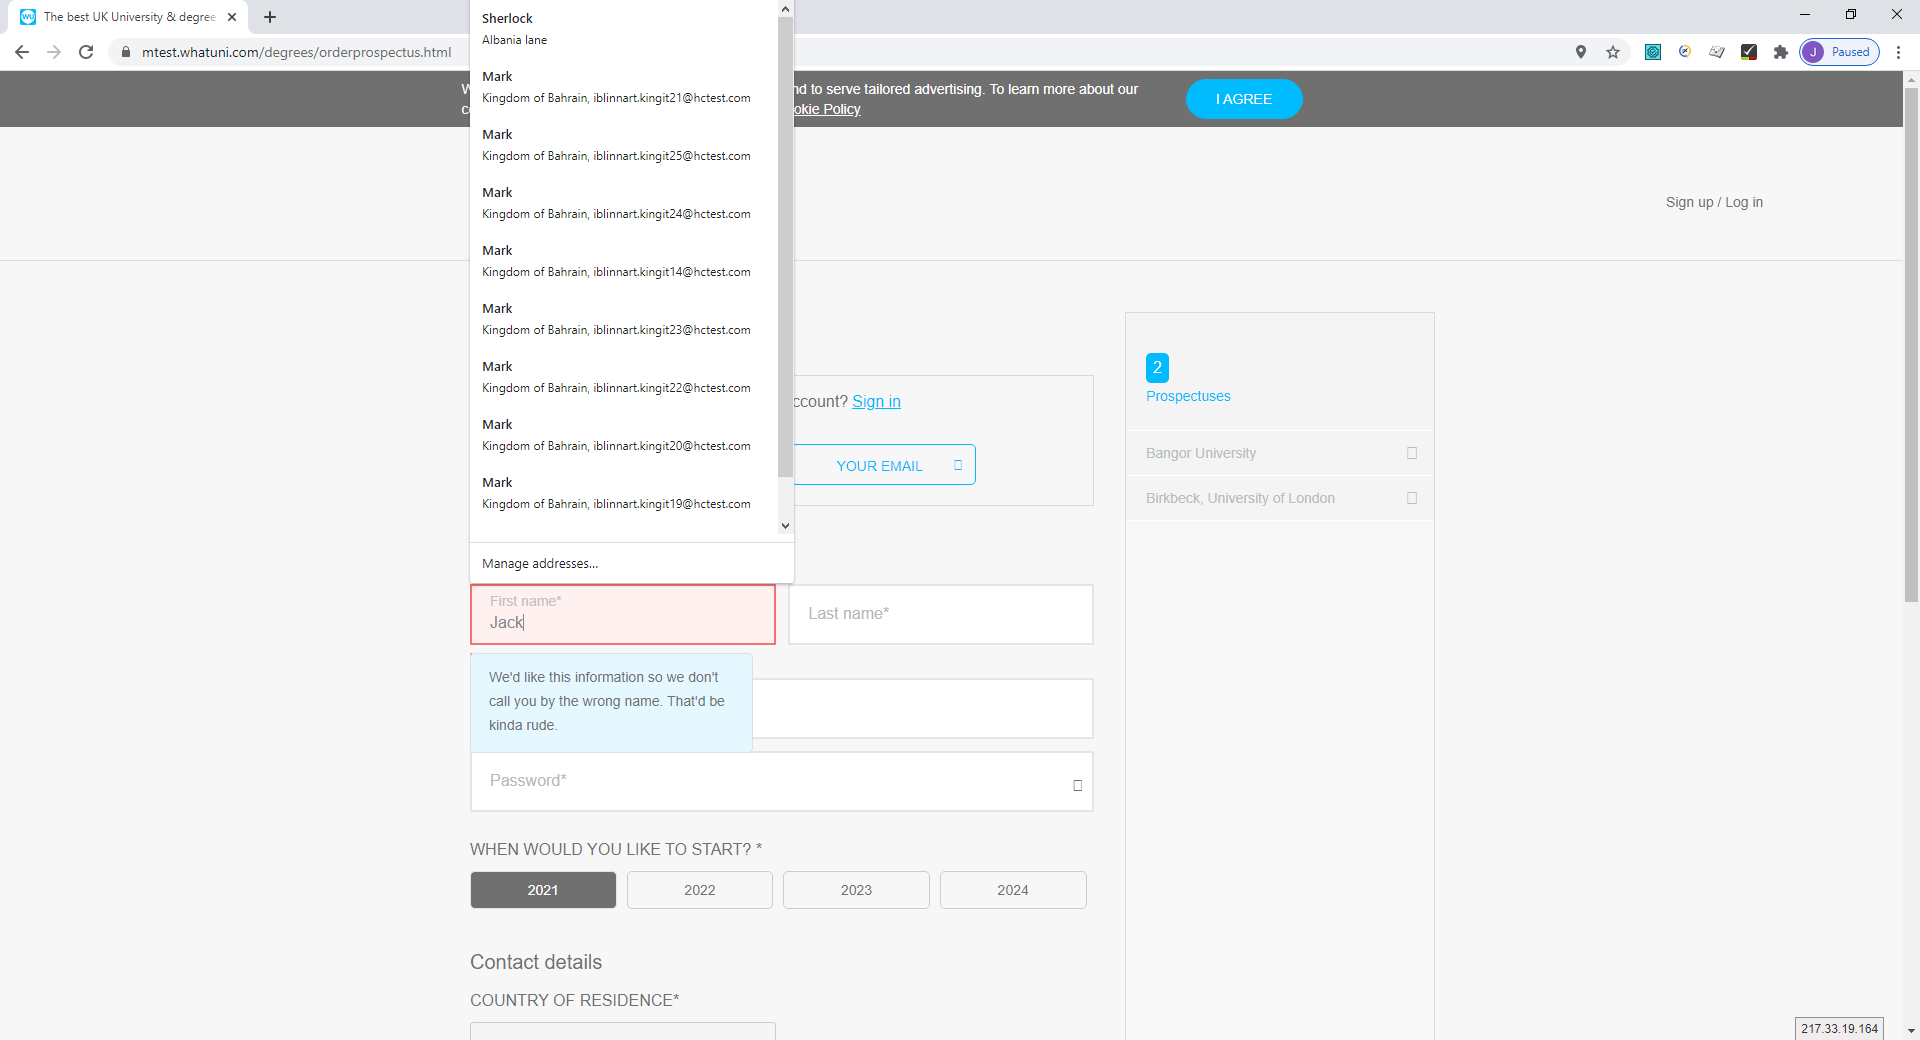 The best UK University & degree
mtest.whatuni.com/degrees/orderprospectus.html
J Paused
nd to serve tailored advertising. To learn more about our
okie Policy
I AGREE
Sign up / Log in
Sherlock
Albania lane
Mark
Kingdom of Bahrain, iblinnart.kingit21@hctest.com
Mark
Kingdom of Bahrain, iblinnart.kingit25@hctest.com
Mark
Kingdom of Bahrain, iblinnart.kingit24@hctest.com
Mark
Kingdom of Bahrain, iblinnart.kingit14@hctest.com
Mark
Kingdom of Bahrain, iblinnart.kingit23@hctest.com
Mark
Kingdom of Bahrain, iblinnart.kingit22@hctest.com
Mark
Kingdom of Bahrain, iblinnart.kingit20@hctest.com
Mark
Kingdom of Bahrain, iblinnart.kingit19@hctest.com
Manage addresses...
ccount? Sign in
YOUR EMAIL
First name*
Jack
Last name*
We'd like this information so we don't
call you by the wrong name. That'd be
kinda rude.
Password*
WHEN WOULD YOU LIKE TO START? *
2021
2022
2023
2024
Contact details
COUNTRY OF RESIDENCE*
2
Prospectuses
Bangor University
Birkbeck, University of London
217.33.19.164